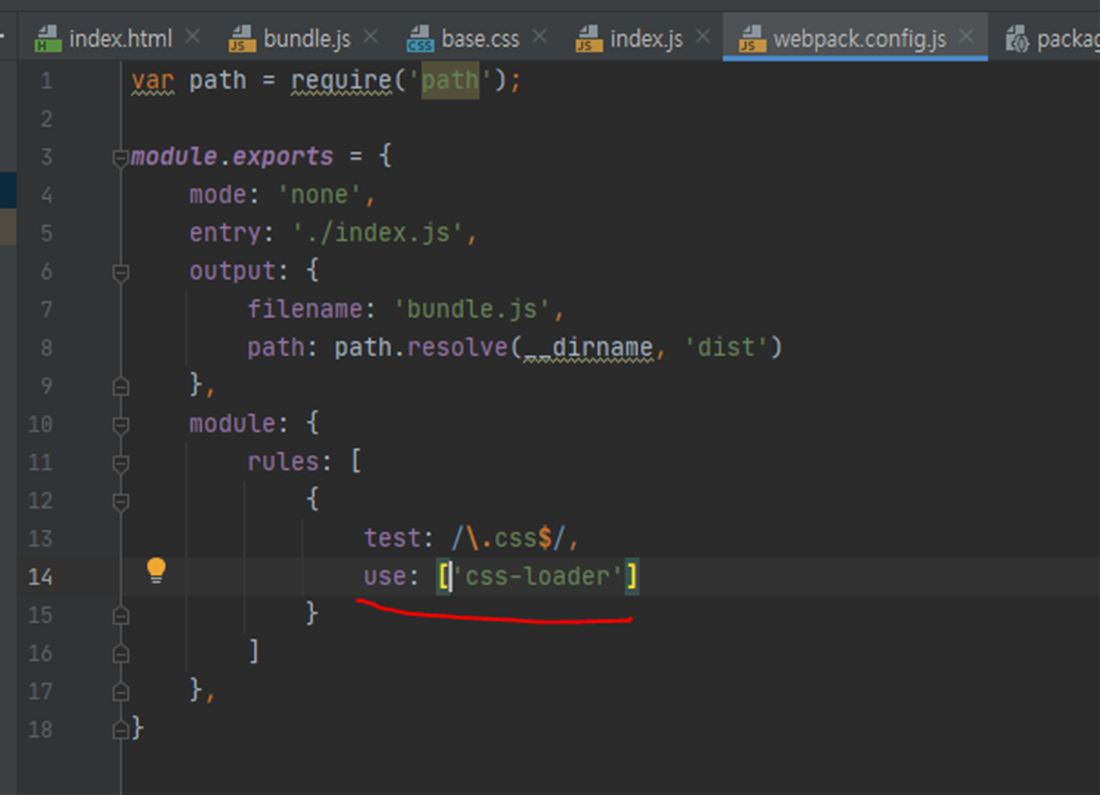 index.html bundle.js base.css index.js webpack.config.js packag
1 var path = require('path');
2
3 module.exports = {
4     mode: 'none',
5     entry: './index.js',
6     output: {
7         filename: 'bundle.js',
8         path: path.resolve(__dirname, 'dist')
9     },
10     module: {
11         rules: [
12             {
13                 test: /\.css$/,
14                 use: ['css-loader']
15             }
16         ]
17     },
18 }